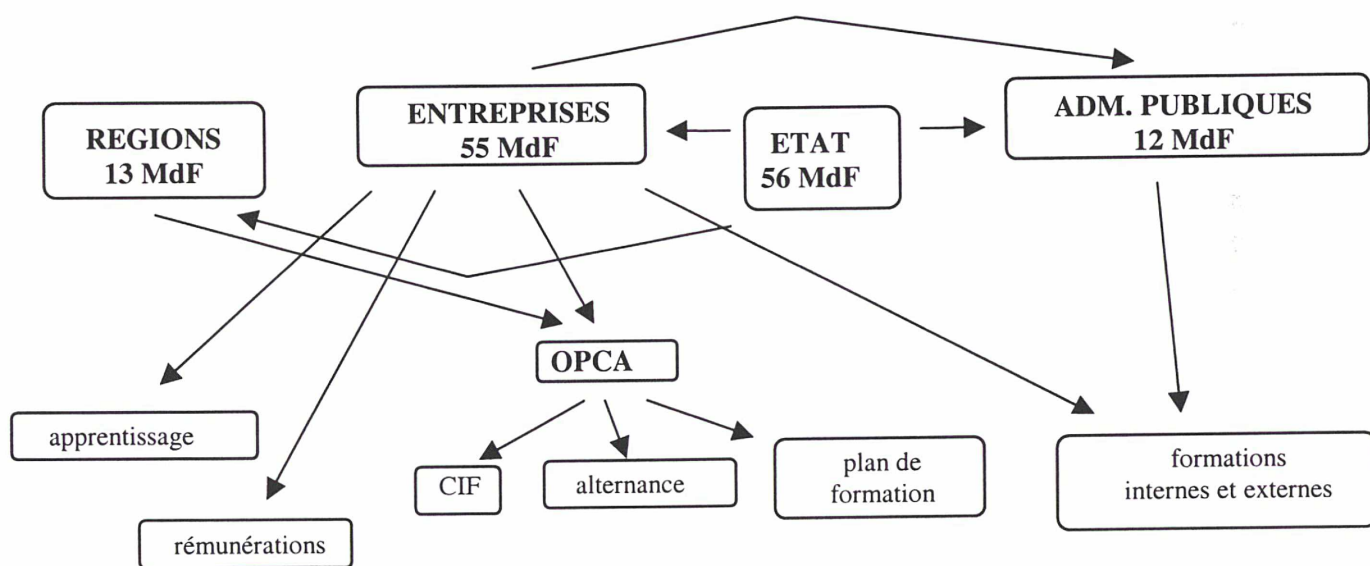 REGIONS
13 MdF
ENTREPRISES
55 MdF
ETAT
56 MdF
ADM. PUBLIQUES
12 MdF
OPCA
apprentissage
rémunérations
CIF
alternance
plan de
formation
formations
internes et externes